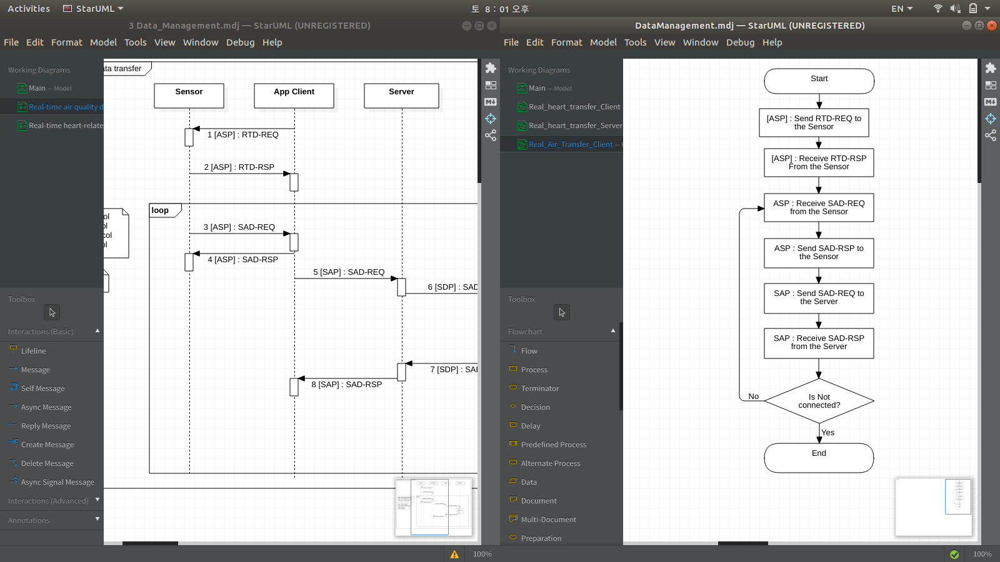 Activities
StarUML
토 8 : 01 오후
EN
3 Data_Management.mdj — StarUML (UNREGISTERED)
File Edit Format Model Tools View Window Debug Help
Working Diagrams
Main — Model
Real-time air quality d
Real-time heart-relate
Toolbox
Interactions (Basic)
Lifeline
Message
Self Message
Async Message
Reply Message
Create Message
Delete Message
Async Signal Message
Interactions (Advanced)
Annotations
ata transfer
Sensor
App Client
Server
1 [ASP] : RTD-REQ
2 [ASP] : RTD-RSP
loop
ol
ol
col
ol
3 [ASP] : SAD-REQ
4 [ASP] : SAD-RSP
5 [SAP] : SAD-REQ
6 [SDP] : SAD
7 [SDP] : SAD
8 [SAP] : SAD-RSP
100%
DataManagement.mdj — StarUML (UNREGISTERED)
File Edit Format Model Tools View Window Debug Help
Working Diagrams
Main — Model
Real_heart_transfer_Client
Real_heart_transfer_Server
Real_Air_Transfer_Client —
Toolbox
Flowchart
Flow
Process
Terminator
Decision
Delay
Predefined Process
Alternate Process
Data
Document
Multi-Document
Preparation
Start
[ASP] : Send RTD-REQ to
the Sensor
[ASP] : Receive RTD-RSP
From the Sensor
ASP : Receive SAD-REQ
from the Sensor
ASP : Send SAD-RSP to
the Sensor
SAP : Send SAD-REQ to
the Server
SAP : Receive SAD-RSP
from the Server
No
Is Not
connected?
Yes
End
100%